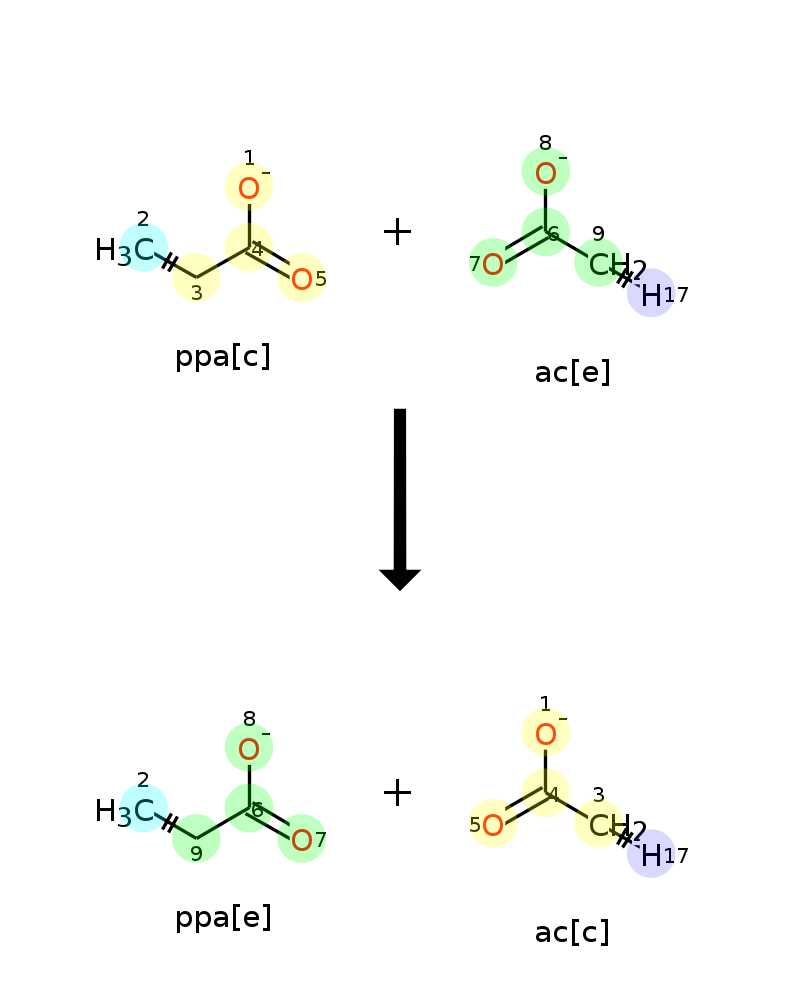 1
O⁻
2
H₃C
4
3
O5
ppa[c]
+
8
O⁻
6
9
7O
CH₂
H17
ac[e]
8
O⁻
2
H₃C
6
9
O7
ppa[e]
+
1
O⁻
4
3
5O
CH₂
H17
ac[c]